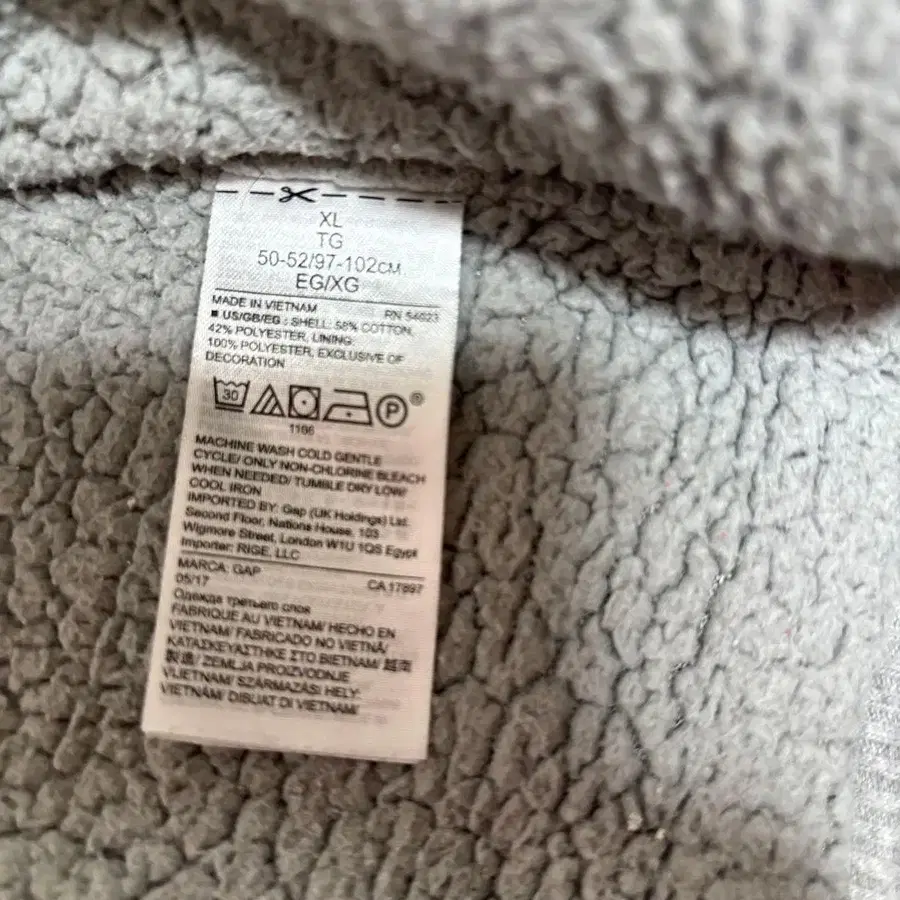 XL
TG
50-52/97-102CM
EG/XG
MADE IN VIETNAM RN 54023
■ US/GB/EG : SHELL: 58% COTTON,
42% POLYESTER, LINING:
100% POLYESTER, EXCLUSIVE OF
DECORATION
30 P ®
1166
MACHINE WASH COLD GENTLE
CYCLE/ ONLY NON-CHLORINE BLEACH
WHEN NEEDED/ TUMBLE DRY LOW/
COOL IRON
IMPORTED BY: Gap (UK Holdings) Ltd.
Second Floor, Nations House, 103
Wigmore Street, London W1U 1QS Egypt
Importer: RIGE, LLC
MARCA: GAP CA 17897
05/17
Одежда третьего слоя
FABRIQUE AU VIETNAM/ HECHO EN
VIETNAM/ FABRICADO NO VIETNÃ/
ΚΑΤΑΣΚΕΥΑΣΤΗΚΕ ΣΤΟ ΒΙΕΤΝΑΜ/ 越南
製造/ ZEMLJA PROIZVODNJE
VIJETNAM/ SZÁRMAZÁSI HELY:
VIETNÁM/ DIBUAT DI VIETNAM/